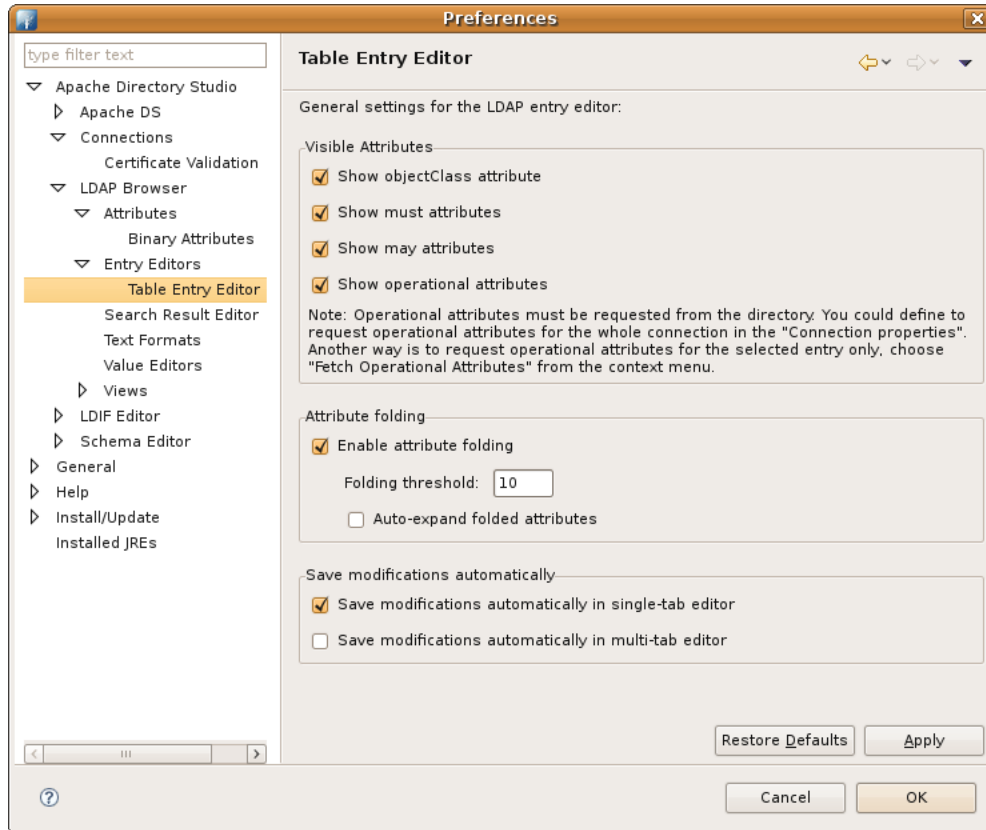 Preferences
type filter text
Apache Directory Studio
Apache DS
Connections
Certificate Validation
LDAP Browser
Attributes
Binary Attributes
Entry Editors
Table Entry Editor
Search Result Editor
Text Formats
Value Editors
Views
LDIF Editor
Schema Editor
General
Help
Install/Update
Installed JREs
Table Entry Editor
General settings for the LDAP entry editor:
Visible Attributes
Show objectClass attribute
Show must attributes
Show may attributes
Show operational attributes
Note: Operational attributes must be requested from the directory. You could define to
request operational attributes for the whole connection in the "Connection properties".
Another way is to request operational attributes for the selected entry only, choose
"Fetch Operational Attributes" from the context menu.
Attribute folding
Enable attribute folding
Folding threshold: 10
Auto-expand folded attributes
Save modifications automatically
Save modifications automatically in single-tab editor
Save modifications automatically in multi-tab editor
Restore Defaults Apply
Cancel OK